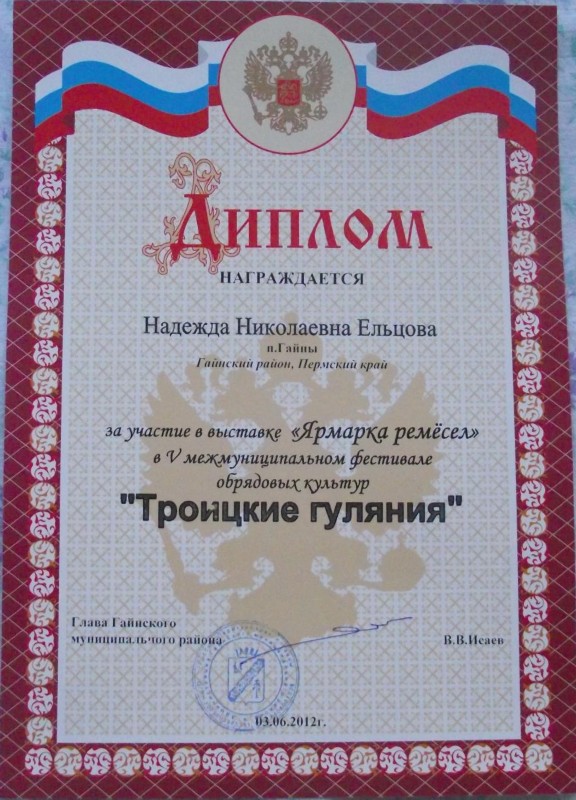 Диплом
НАГРАЖДАЕТСЯ
Надежда Николаевна Ельцова
п.Гайны
Гайнский район, Пермский край
за участие в выставке «Ярмарка ремёсел»
в V межмуниципальном фестивале
обрядовых культур
"Троицкие гуляния"
Глава Гайнского
муниципального района
В.В.Исаев
03.06.2012г.